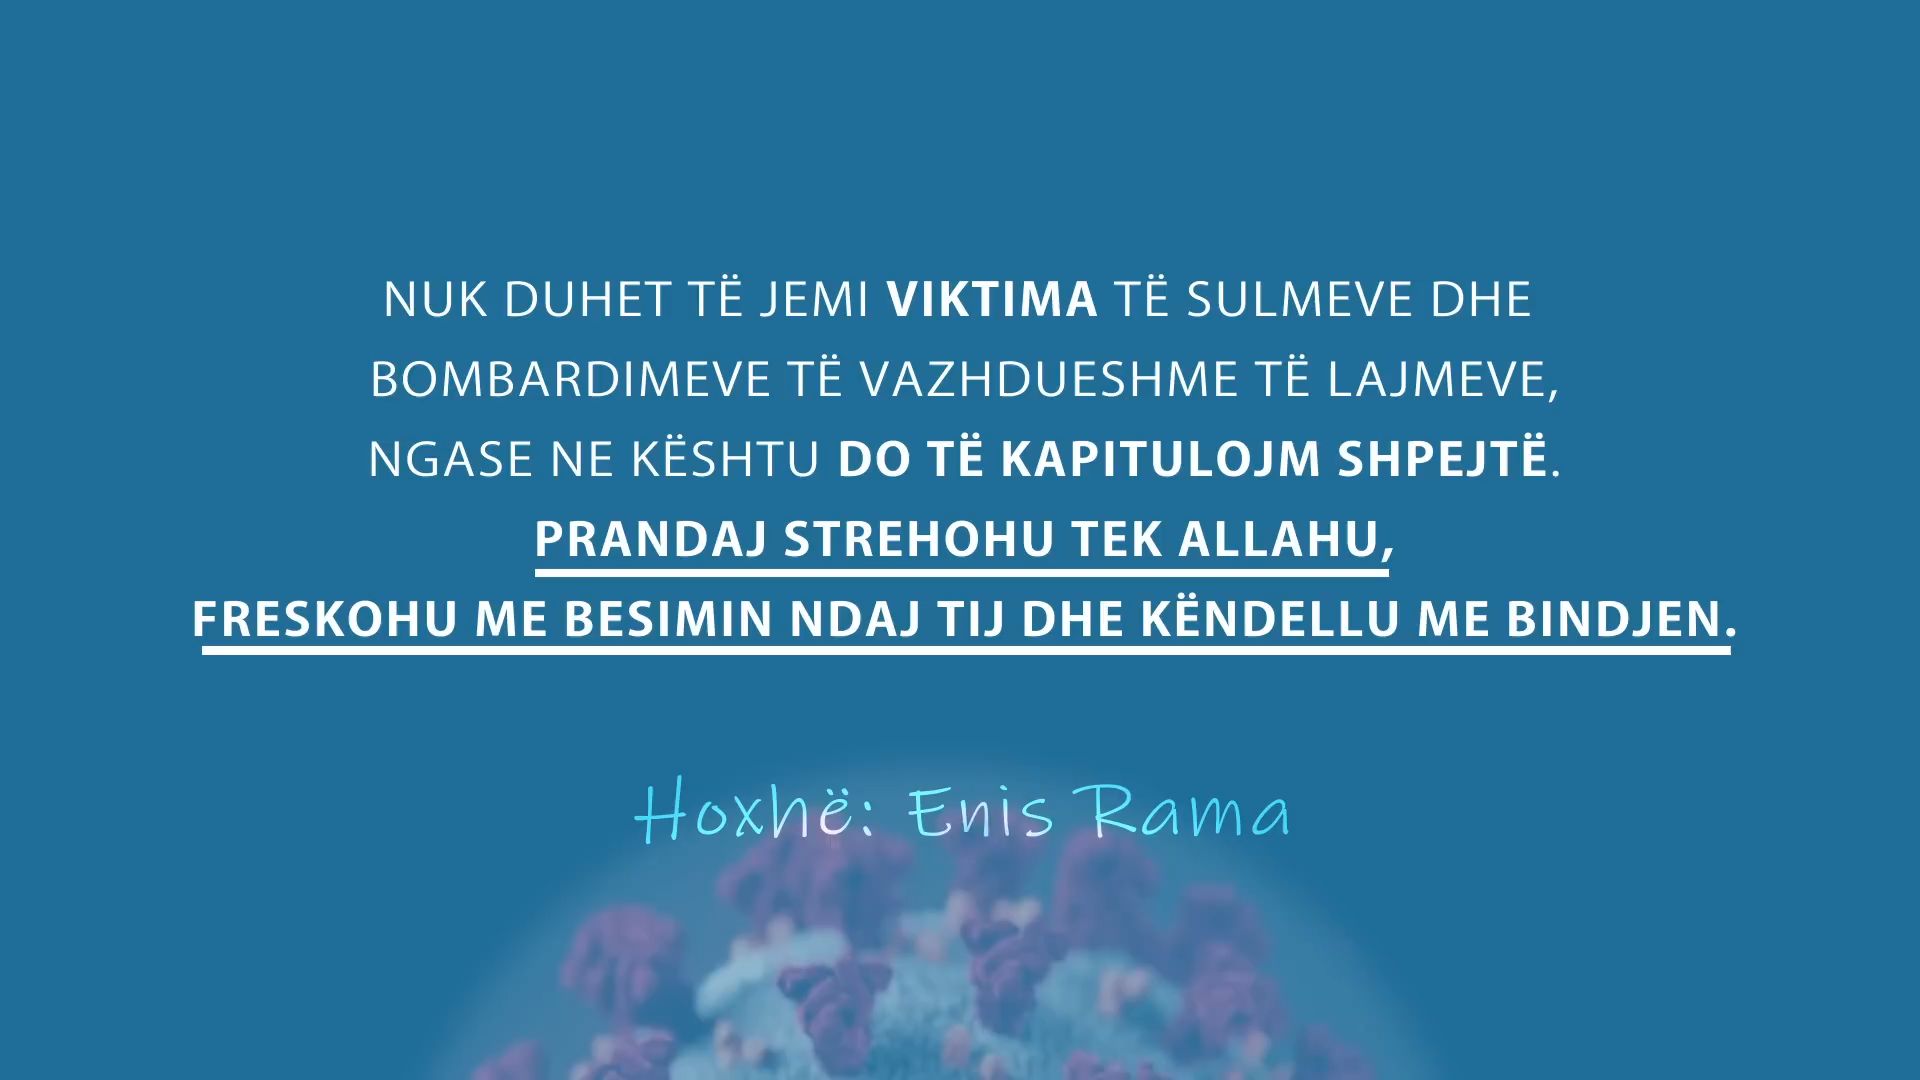 NUK DUHET TË JEMI VIKTIMA TË SULMEVE DHE
BOMBARDIMEVE TË VAZHDUESHME TË LAJMEVE,
NGASE NE KËSHTU DO TË KAPITULOJM SHPEJTË.
PRANDAJ STREHOHU TEK ALLAHU,
FRESKOHU ME BESIMIN NDAJ TIJ DHE KËNDELLU ME BINDJEN.
Hoxhë: Enis Rama